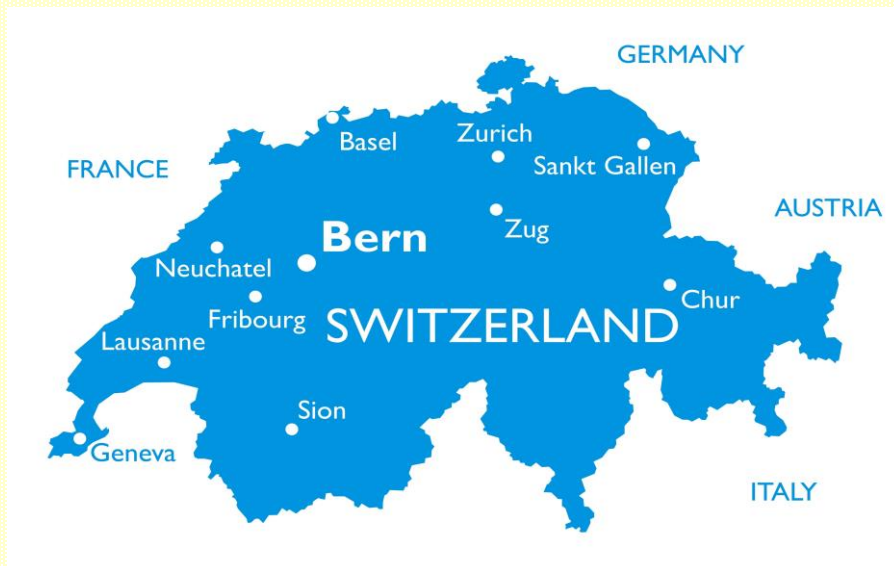 GERMANY
Basel
Zurich
Sankt Gallen
FRANCE
AUSTRIA
Bern
Zug
Neuchatel
Chur
Fribourg
SWITZERLAND
Lausanne
Sion
Geneva
ITALY